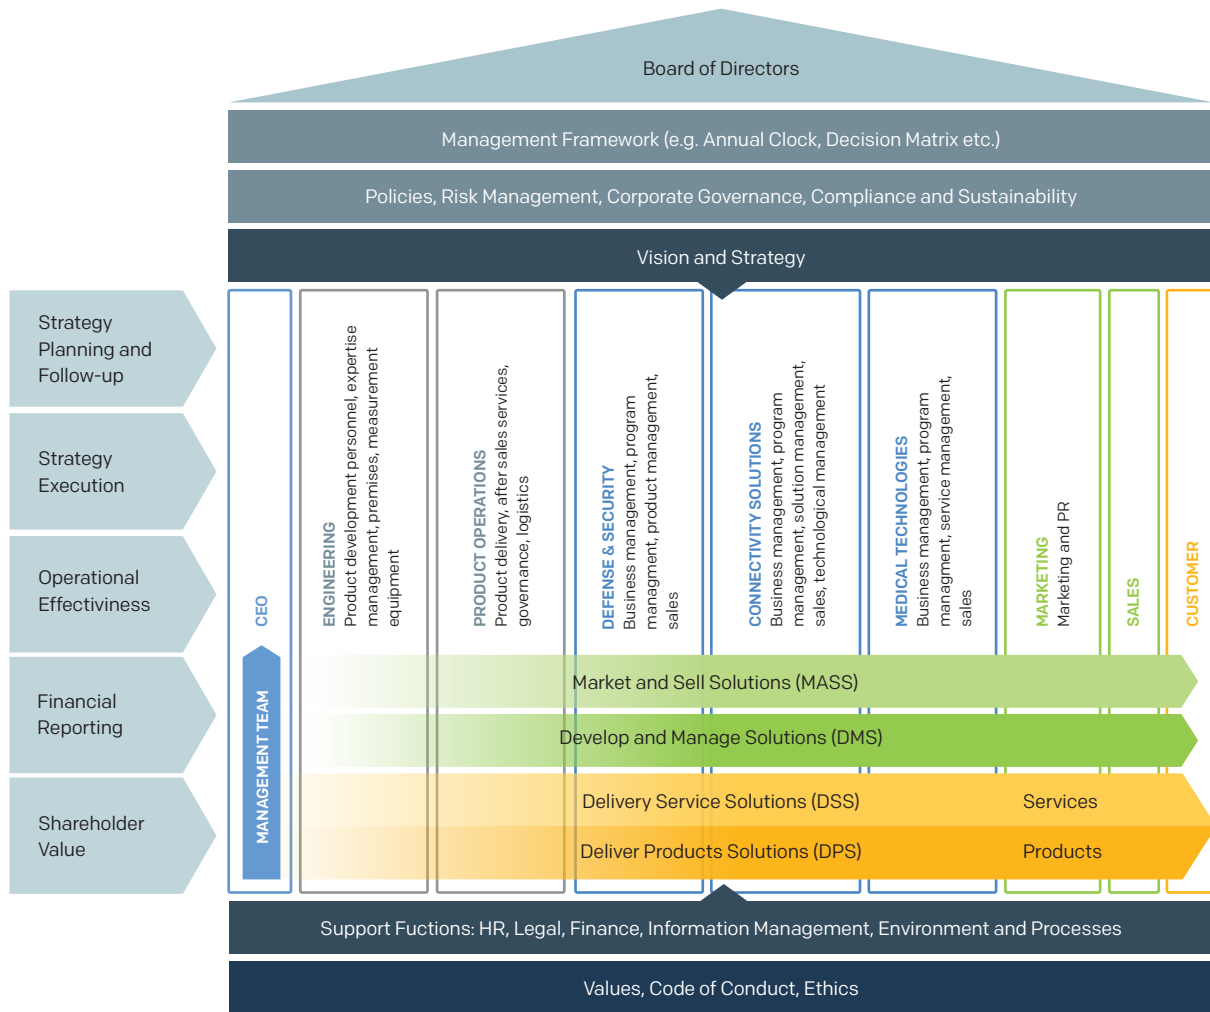 Board of Directors
Management Framework (e.g. Annual Clock, Decision Matrix etc.)
Policies, Risk Management, Corporate Governance, Compliance and Sustainability
Vision and Strategy
Strategy
Planning and
Follow-up
Strategy
Execution
Operational
Effectiviness
Financial
Reporting
Shareholder
Value
CEO
MANAGEMENT TEAM
ENGINEERING
Product development personnel, expertise
management, premises, measurement
equipment
PRODUCT OPERATIONS
Product delivery, after sales services,
governance, logistics
DEFENSE & SECURITY
Business management, program
managment, product management,
sales
CONNECTIVITY SOLUTIONS
Business management, program
management, solution management,
sales, technological management
MEDICAL TECHNOLOGIES
Business management, program
managment, service management,
sales
MARKETING
Marketing and PR
SALES
CUSTOMER
Market and Sell Solutions (MASS)
Develop and Manage Solutions (DMS)
Delivery Service Solutions (DSS)
Services
Deliver Products Solutions (DPS)
Products
Support Fuctions: HR, Legal, Finance, Information Management, Environment and Processes
Values, Code of Conduct, Ethics